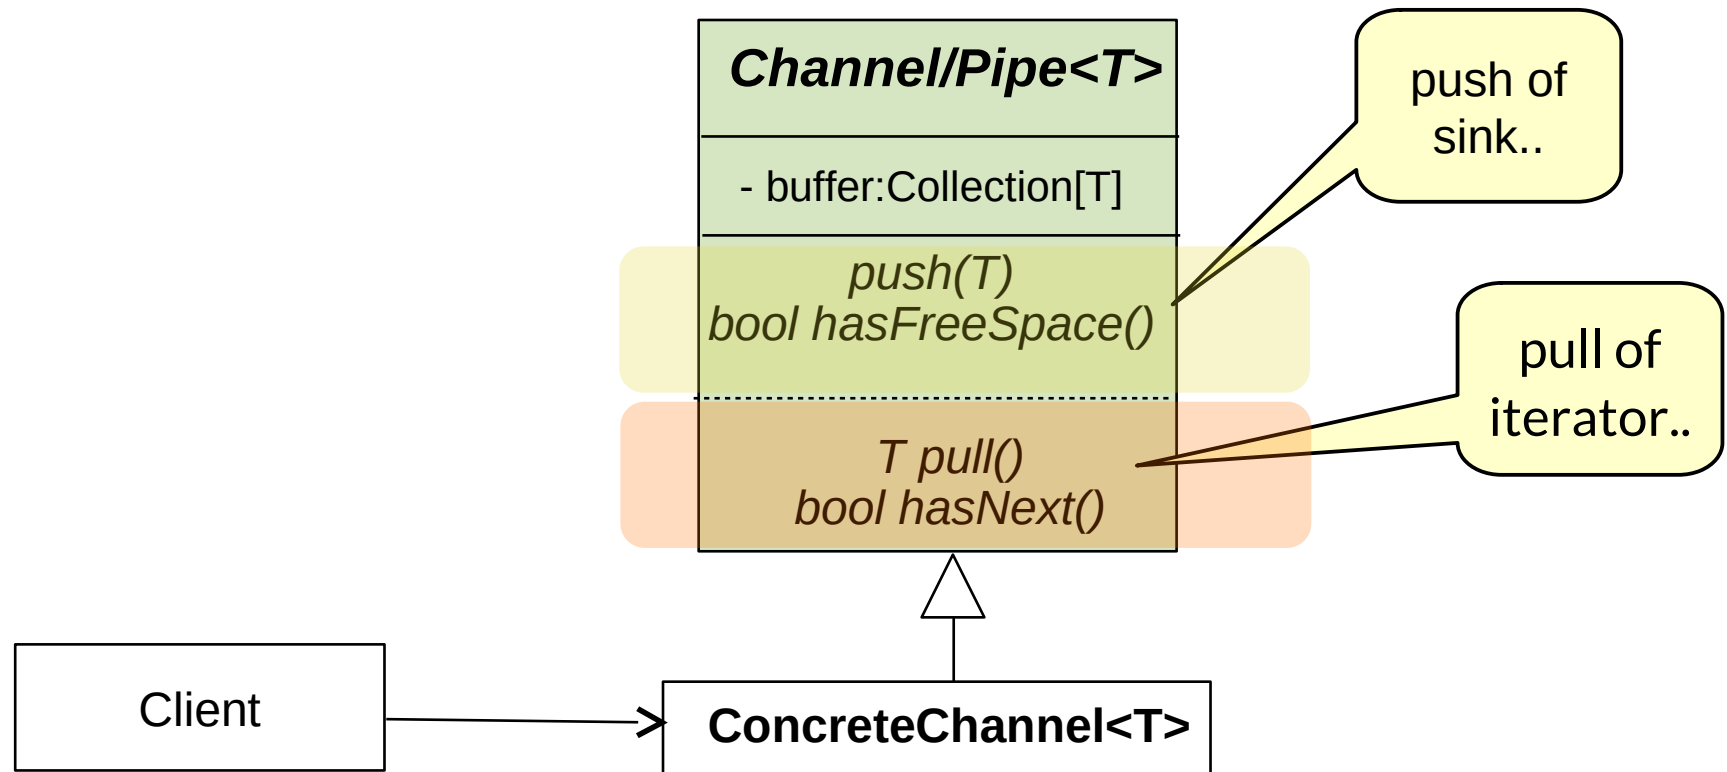 Channel/Pipe<T>
push of
sink..
- buffer:Collection[T]
push(T)
bool hasFreeSpace()
pull of
iterator..
T pull()
bool hasNext()
Client
ConcreteChannel<T>